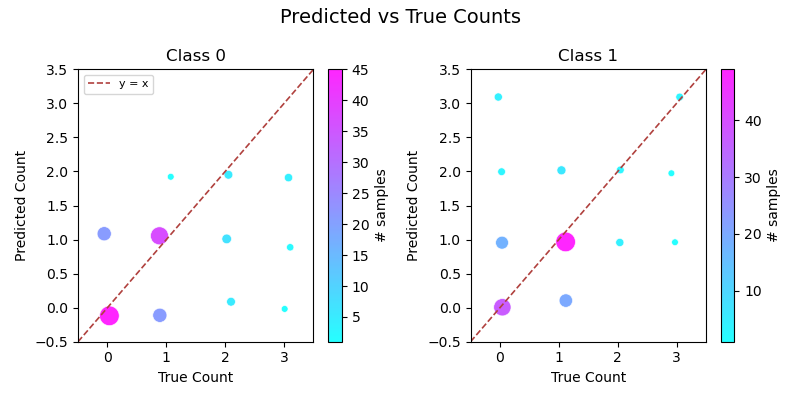 Predicted vs True Counts
Class 0
y = x
3.5
3.0
2.5
2.0
1.5
1.0
0.5
0.0
−0.5
Predicted Count
0 1 2 3
True Count
45
40
35
30
25
20
15
10
5
# samples
Class 1
3.5
3.0
2.5
2.0
1.5
1.0
0.5
0.0
−0.5
Predicted Count
0 1 2 3
True Count
40
30
20
10
# samples